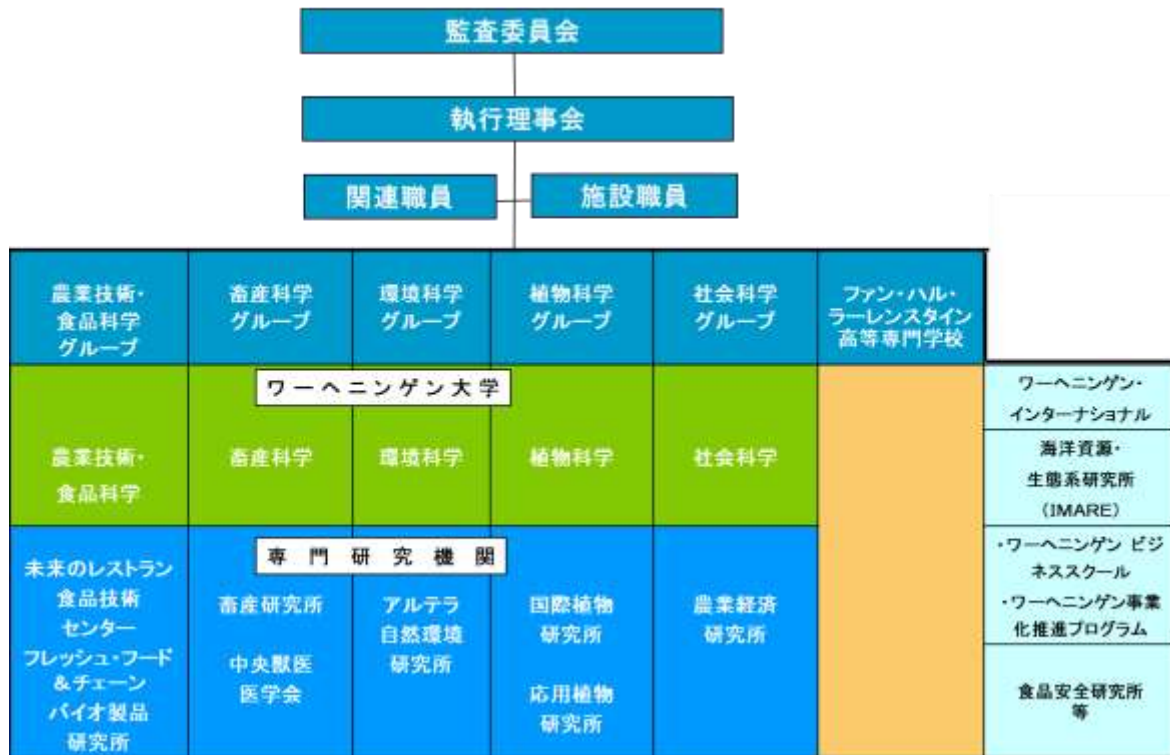 監査委員会
執行理事会
関連職員
施設職員
農業技術・
食品科学
グループ
畜産科学
グループ
環境科学
グループ
植物科学
グループ
社会科学
グループ
ファン・ハル・
ラーレンスタイン
高等専門学校
ワーヘニンゲン大学
農業技術・
食品科学
畜産科学
環境科学
植物科学
社会科学
専門研究機関
未来のレストラン
食品技術
センター
フレッシュ・フード
&チェーン
バイオ製品
研究所
畜産研究所
中央獣医
医学会
アルテラ
自然環境
研究所
国際植物
研究所
応用植物
研究所
農業経済
研究所
ワーヘニンゲン・
インターナショナル
海洋資源・
生態系研究所
(IMARE)
・ワーヘニンゲン ビジ
ネススクール
・ワーヘニンゲン事業
化推進プログラム
食品安全研究所
等